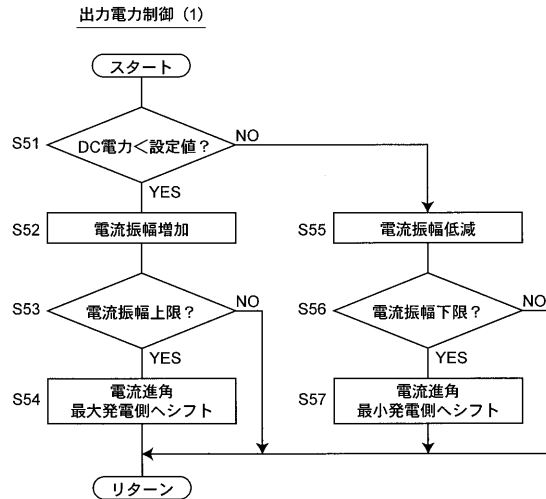 出力電力制御（1）
スタート
S51
DC電力＜設定値？
NO
YES
S52
電流振幅増加
S53
電流振幅上限？
NO
YES
S54
電流進角
最大発電側へシフト
S55
電流振幅低減
S56
電流振幅下限？
NO
YES
S57
電流進角
最小発電側へシフト
リターン